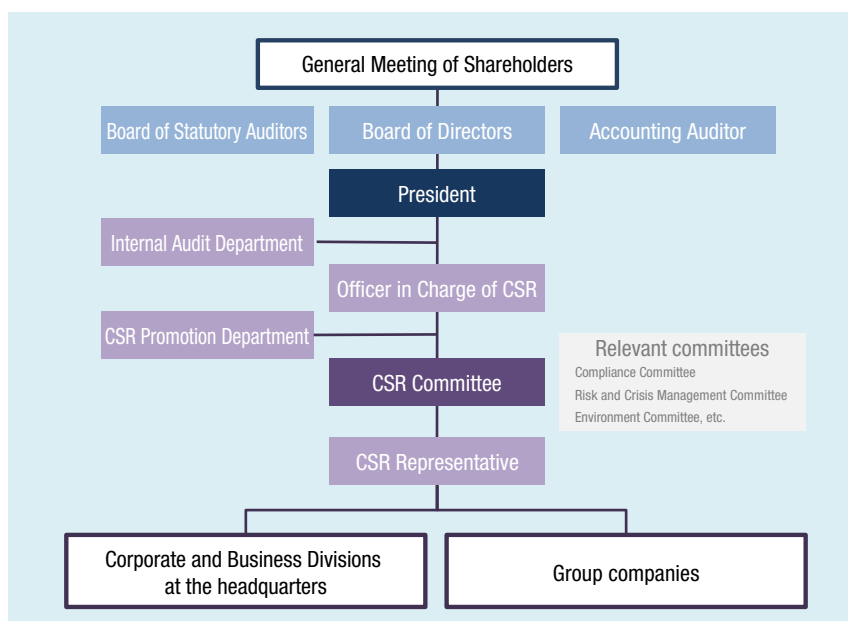 General Meeting of Shareholders
Board of Statutory Auditors
Board of Directors
Accounting Auditor
President
Internal Audit Department
Officer in Charge of CSR
CSR Promotion Department
Relevant committees
Compliance Committee
Risk and Crisis Management Committee
Environment Committee, etc.
CSR Committee
CSR Representative
Corporate and Business Divisions
at the headquarters
Group companies